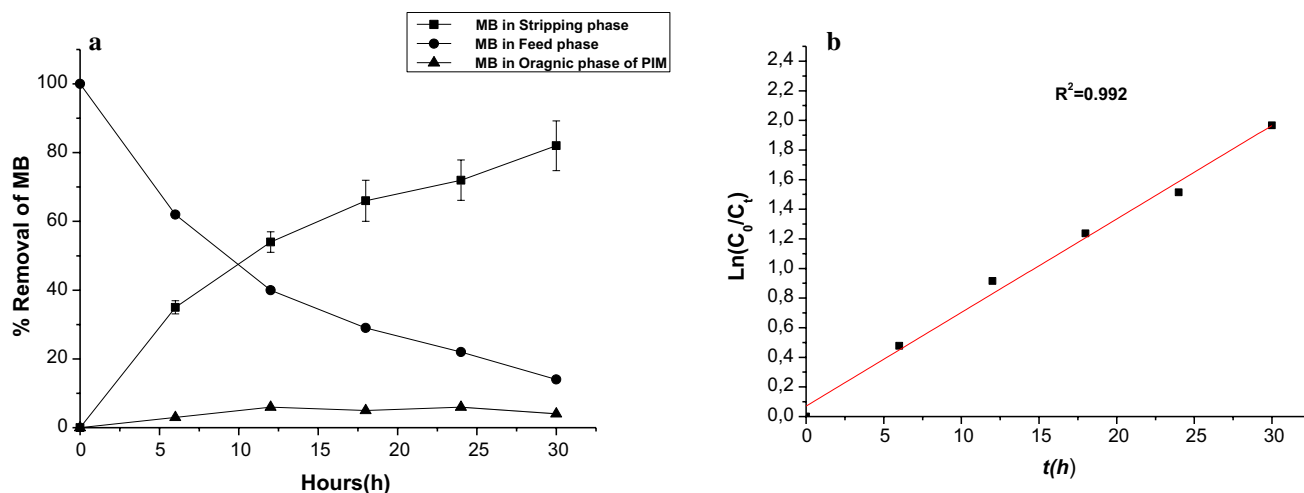 a
MB in Stripping phase
MB in Feed phase
MB in Oragnic phase of PIM
100
80
60
40
20
0
% Removal of MB
0 5 10 15 20 25 30
Hours(h)
b
R²=0.992
2,4
2,2
2,0
1,8
1,6
1,4
1,2
1,0
0,8
0,6
0,4
0,2
0,0
Ln(C₀/Cₜ)
0 5 10 15 20 25 30
t(h)